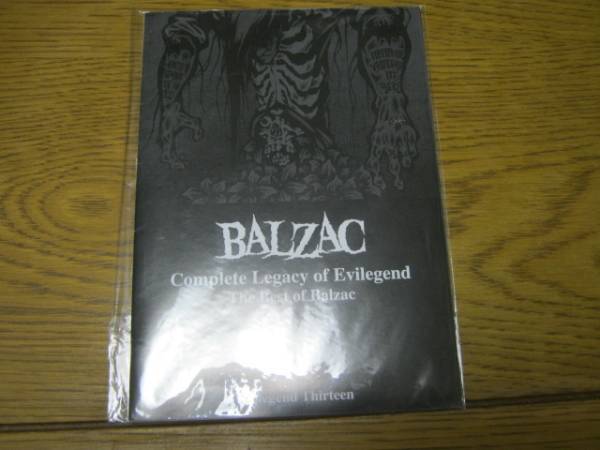 BALZAC
Complete Legacy of Evilegend
The Best of Balzac
Thirteen